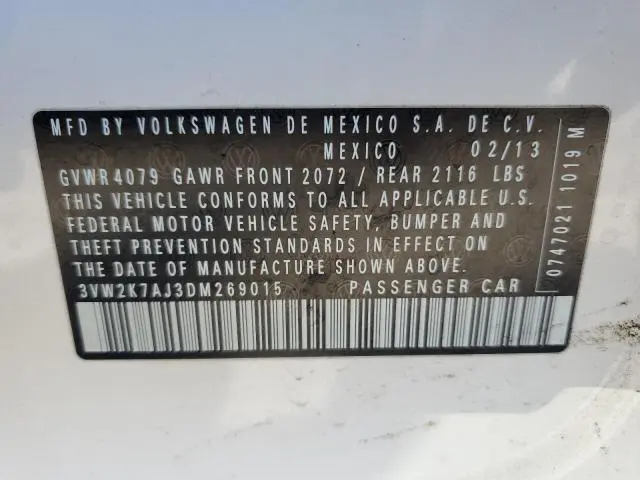 MFD BY VOLKSWAGEN DE MEXICO S.A. DE C.V.
MEXICO 02/13
GVWR 4079 GAWR FRONT 2072 / REAR 2116 LBS
THIS VEHICLE CONFORMS TO ALL APPLICABLE U.S.
FEDERAL MOTOR VEHICLE SAFETY, BUMPER AND
THEFT PREVENTION STANDARDS IN EFFECT ON
THE DATE OF MANUFACTURE SHOWN ABOVE.
3VW2K7AJ3DM269015 PASSENGER CAR
07470211019 M